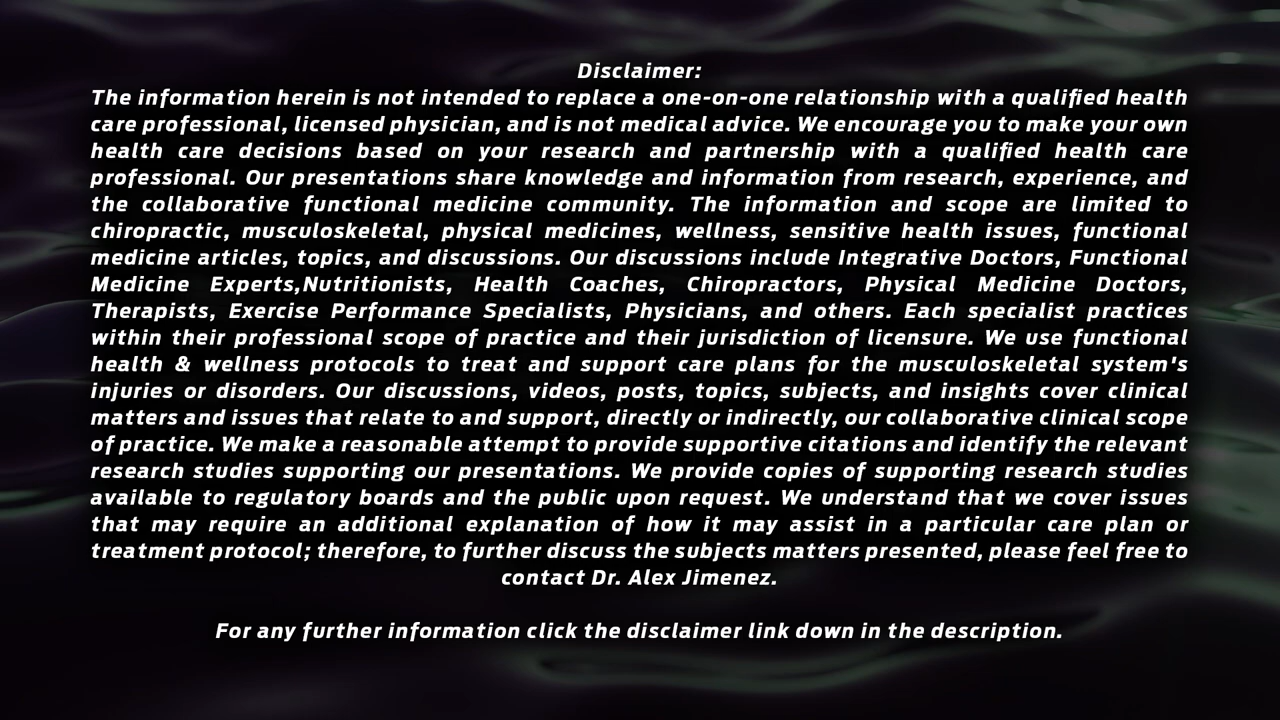 Disclaimer:
The information herein is not intended to replace a one-on-one relationship with a qualified health
care professional, licensed physician, and is not medical advice. We encourage you to make your own
health care decisions based on your research and partnership with a qualified health care
professional. Our presentations share knowledge and information from research, experience, and
the collaborative functional medicine community. The information and scope are limited to
chiropractic, musculoskeletal, physical medicines, wellness, sensitive health issues, functional
medicine articles, topics, and discussions. Our discussions include Integrative Doctors, Functional
Medicine Experts,Nutritionists, Health Coaches, Chiropractors, Physical Medicine Doctors,
Therapists, Exercise Performance Specialists, Physicians, and others. Each specialist practices
within their professional scope of practice and their jurisdiction of licensure. We use functional
health & wellness protocols to treat and support care plans for the musculoskeletal system's
injuries or disorders. Our discussions, videos, posts, topics, subjects, and insights cover clinical
matters and issues that relate to and support, directly or indirectly, our collaborative clinical scope
of practice. We make a reasonable attempt to provide supportive citations and identify the relevant
research studies supporting our presentations. We provide copies of supporting research studies
available to regulatory boards and the public upon request. We understand that we cover issues
that may require an additional explanation of how it may assist in a particular care plan or
treatment protocol; therefore, to further discuss the subjects matters presented, please feel free to
contact Dr. Alex Jimenez.
For any further information click the disclaimer link down in the description.